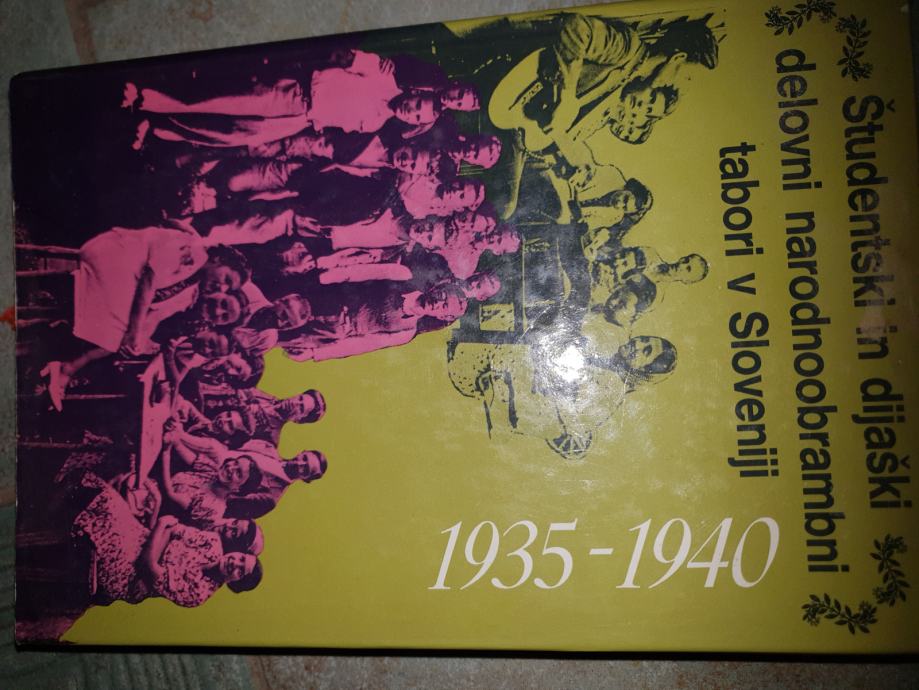 Študentski in dijaški
delovni narodnoobrambni
tabori v Sloveniji
1935-1940